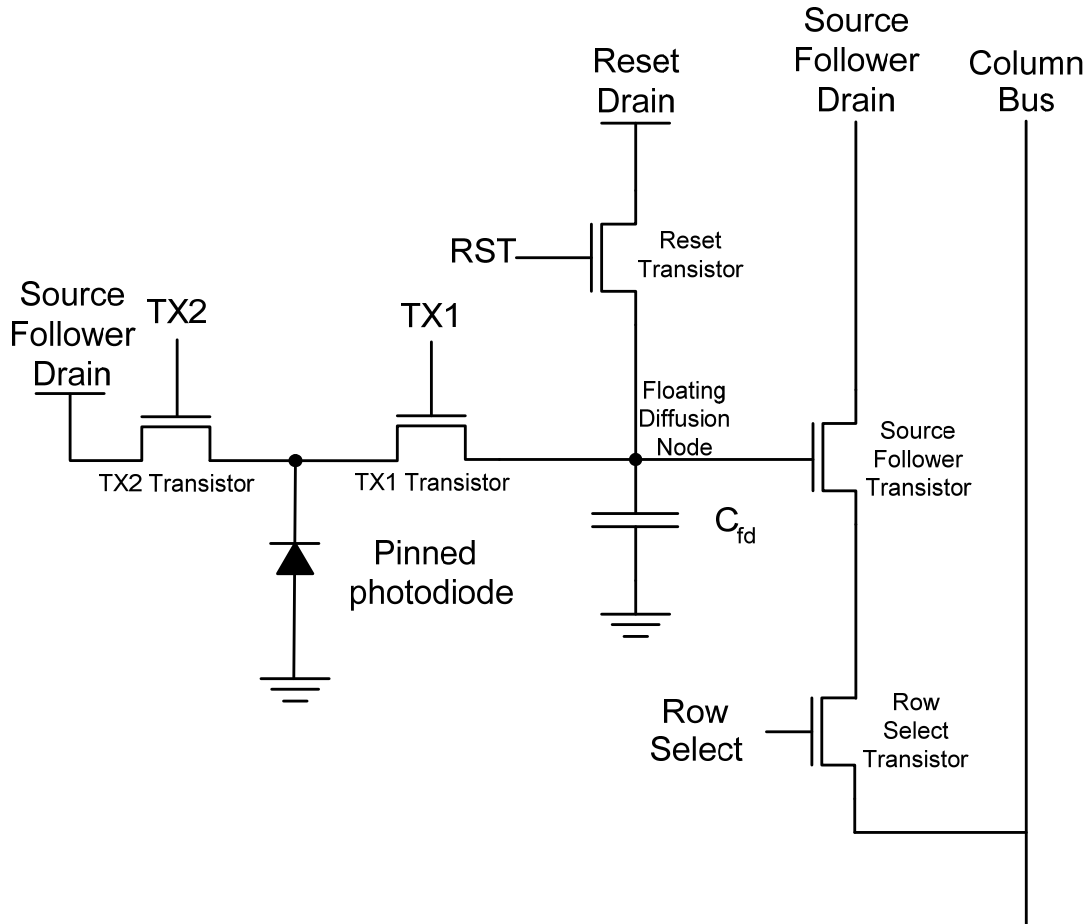 Source
Follower
Drain
Column
Bus
Reset
Drain
RST
Reset
Transistor
Source
Follower
Drain
TX2
TX1
Floating
Diffusion
Node
Source
Follower
Transistor
TX2 Transistor
TX1 Transistor
Cfd
Pinned
photodiode
Row
Select
Row
Select
Transistor